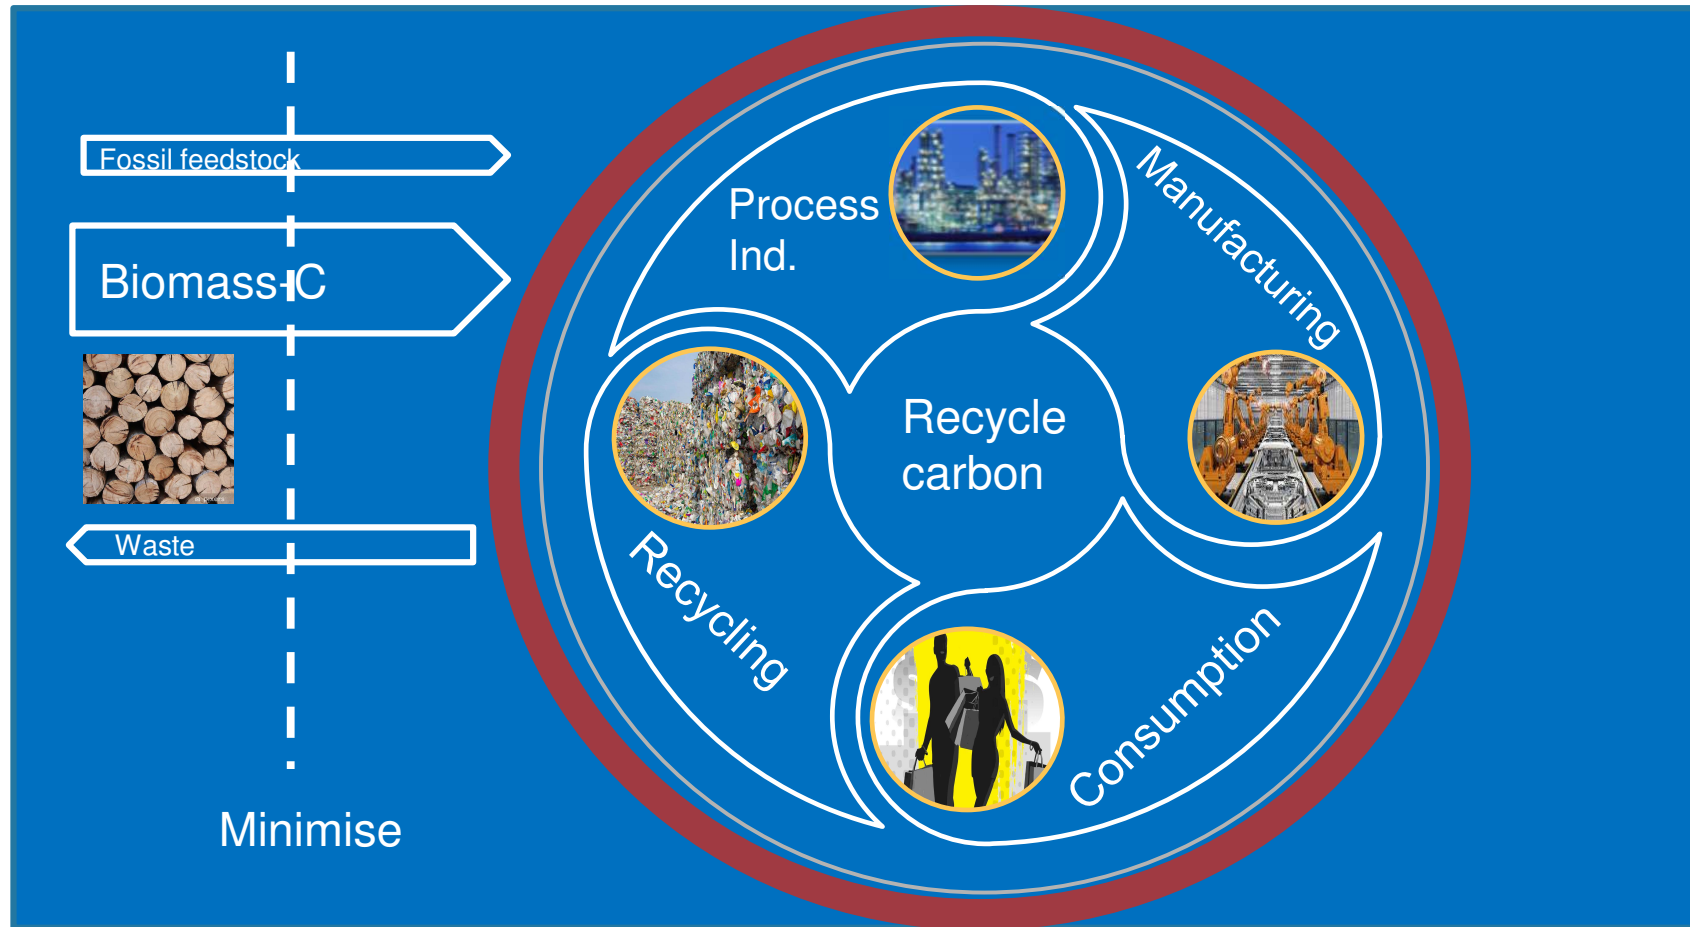 Fossil feedstock
Biomass-C
Waste
Minimise
Process
Ind.
Manufacturing
Recycle
carbon
Recycling
Consumption